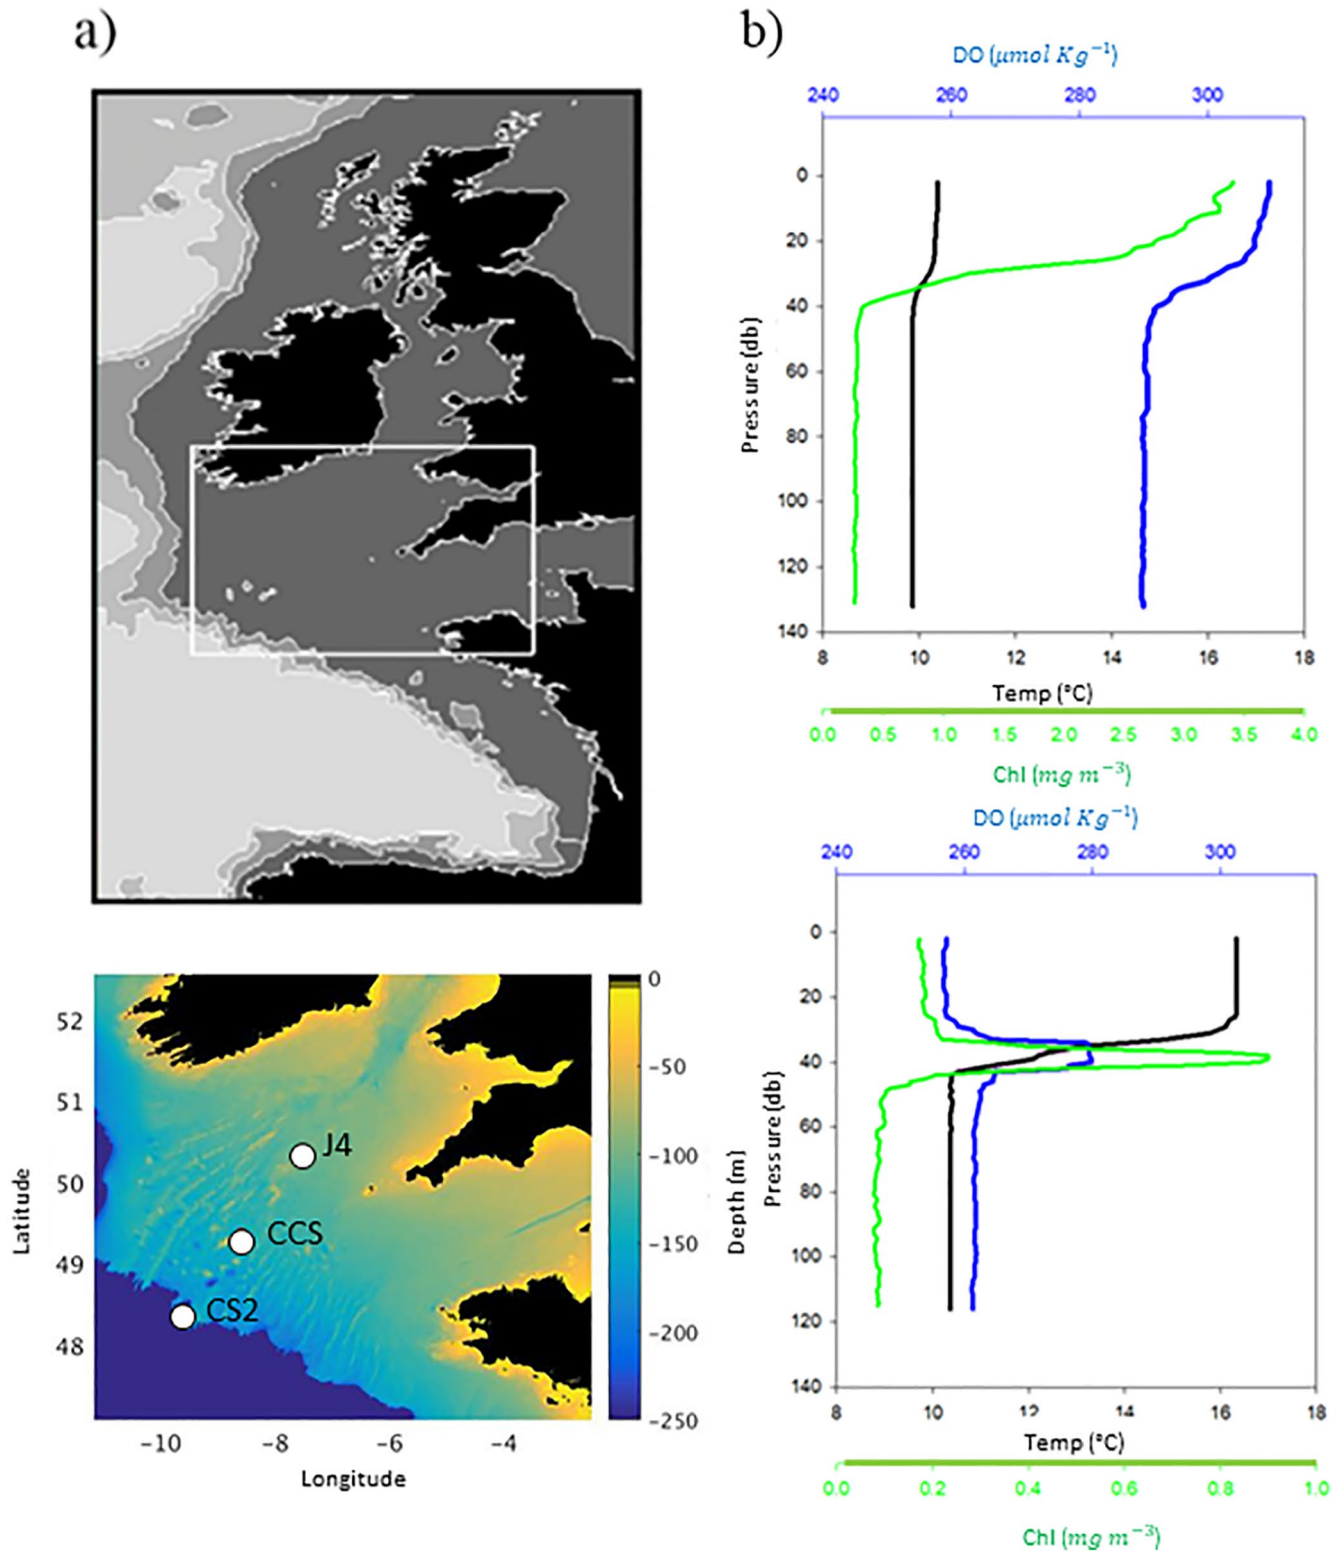 a)
b)
DO (μmol Kg⁻¹)
240 260 280 300
0
20
40
60
80
100
120
140
Pressure (db)
8 10 12 14 16 18
Temp (°C)
0.0 0.5 1.0 1.5 2.0 2.5 3.0 3.5 4.0
Chl (mg m⁻³)
DO (μmol Kg⁻¹)
240 260 280 300
0
20
40
60
80
100
120
140
Pressure (db)
8 10 12 14 16 18
Temp (°C)
0.0 0.2 0.4 0.6 0.8 1.0
Chl (mg m⁻³)
52
51
50
49
48
Latitude
J4
CCS
CS2
−10 −8 −6 −4
Longitude
0
−50
−100
−150
−200
−250
Depth (m)